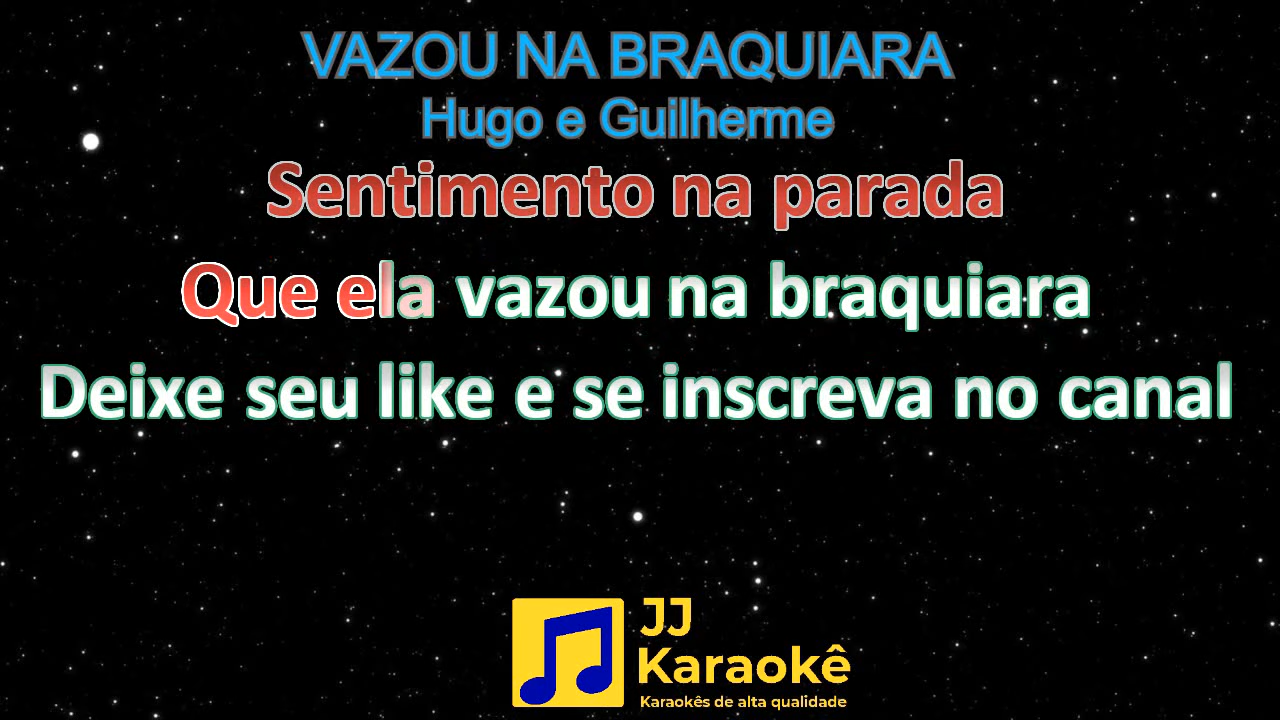 VAZOU NA BRAQUIARA
Hugo e Guilherme
Sentimento na parada
Que ela vazou na braquiara
Deixe seu like e se inscreva no canal
JJ
Karaokê
Karaokês de alta qualidade